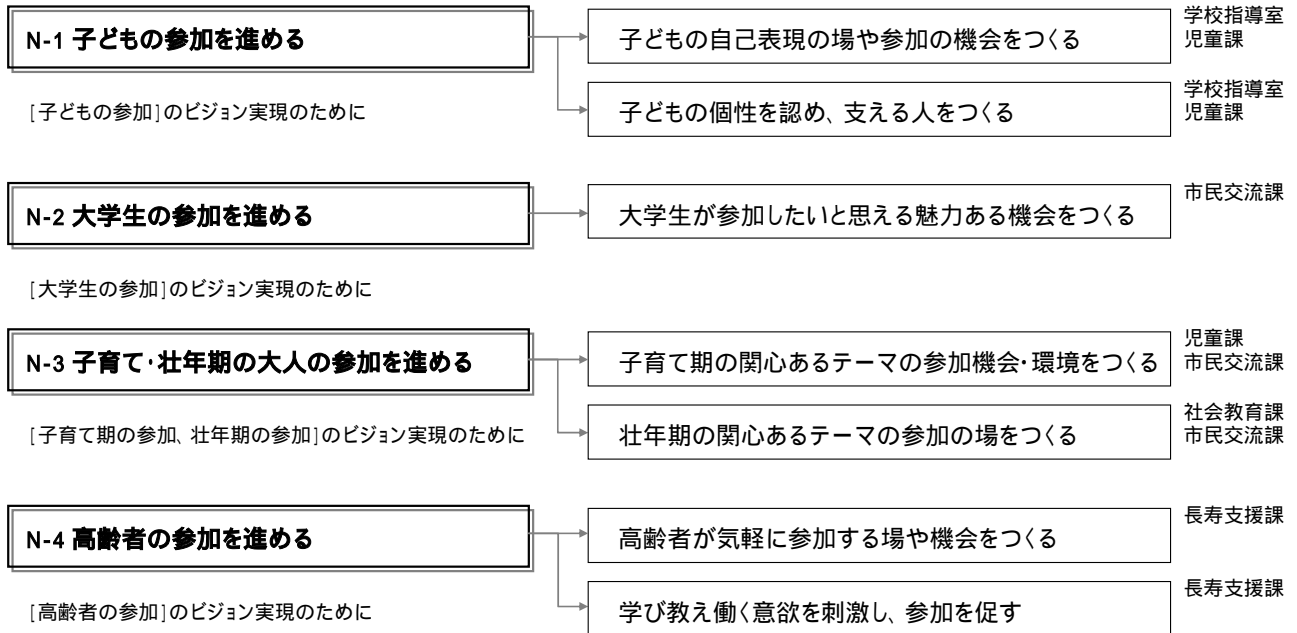 N-1 子どもの参加を進める
子どもの自己表現の場や参加の機会をつくる
学校指導室
児童課
[子どもの参加]のビジョン実現のために
子どもの個性を認め、支える人をつくる
学校指導室
児童課
N-2 大学生の参加を進める
大学生が参加したいと思える魅力ある機会をつくる
市民交流課
[大学生の参加]のビジョン実現のために
N-3 子育て・壮年期の大人の参加を進める
子育て期の関心あるテーマの参加機会・環境をつくる
児童課
市民交流課
[子育て期の参加、壮年期の参加]のビジョン実現のために
壮年期の関心あるテーマの参加の場をつくる
社会教育課
市民交流課
N-4 高齢者の参加を進める
高齢者が気軽に参加する場や機会をつくる
長寿支援課
[高齢者の参加]のビジョン実現のために
学び教え働く意欲を刺激し、参加を促す
長寿支援課